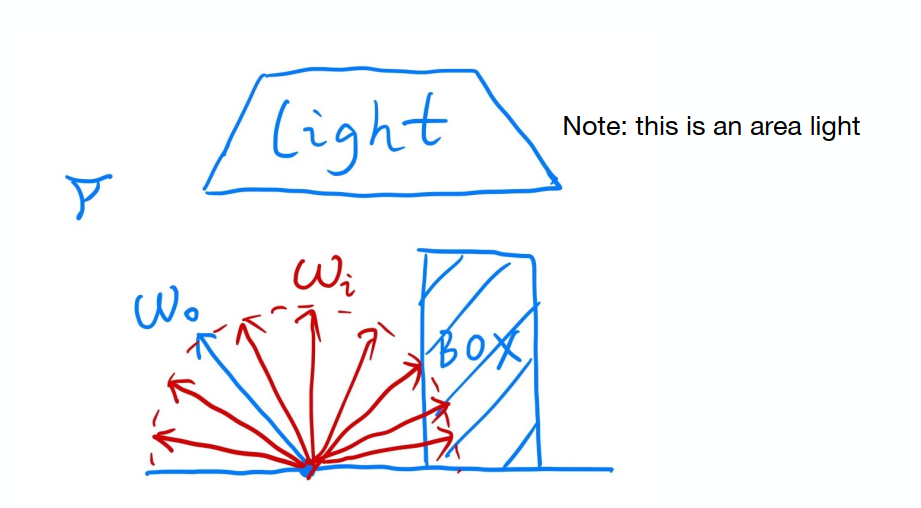 Light
Note: this is an area light
ωi
ωo
BOX